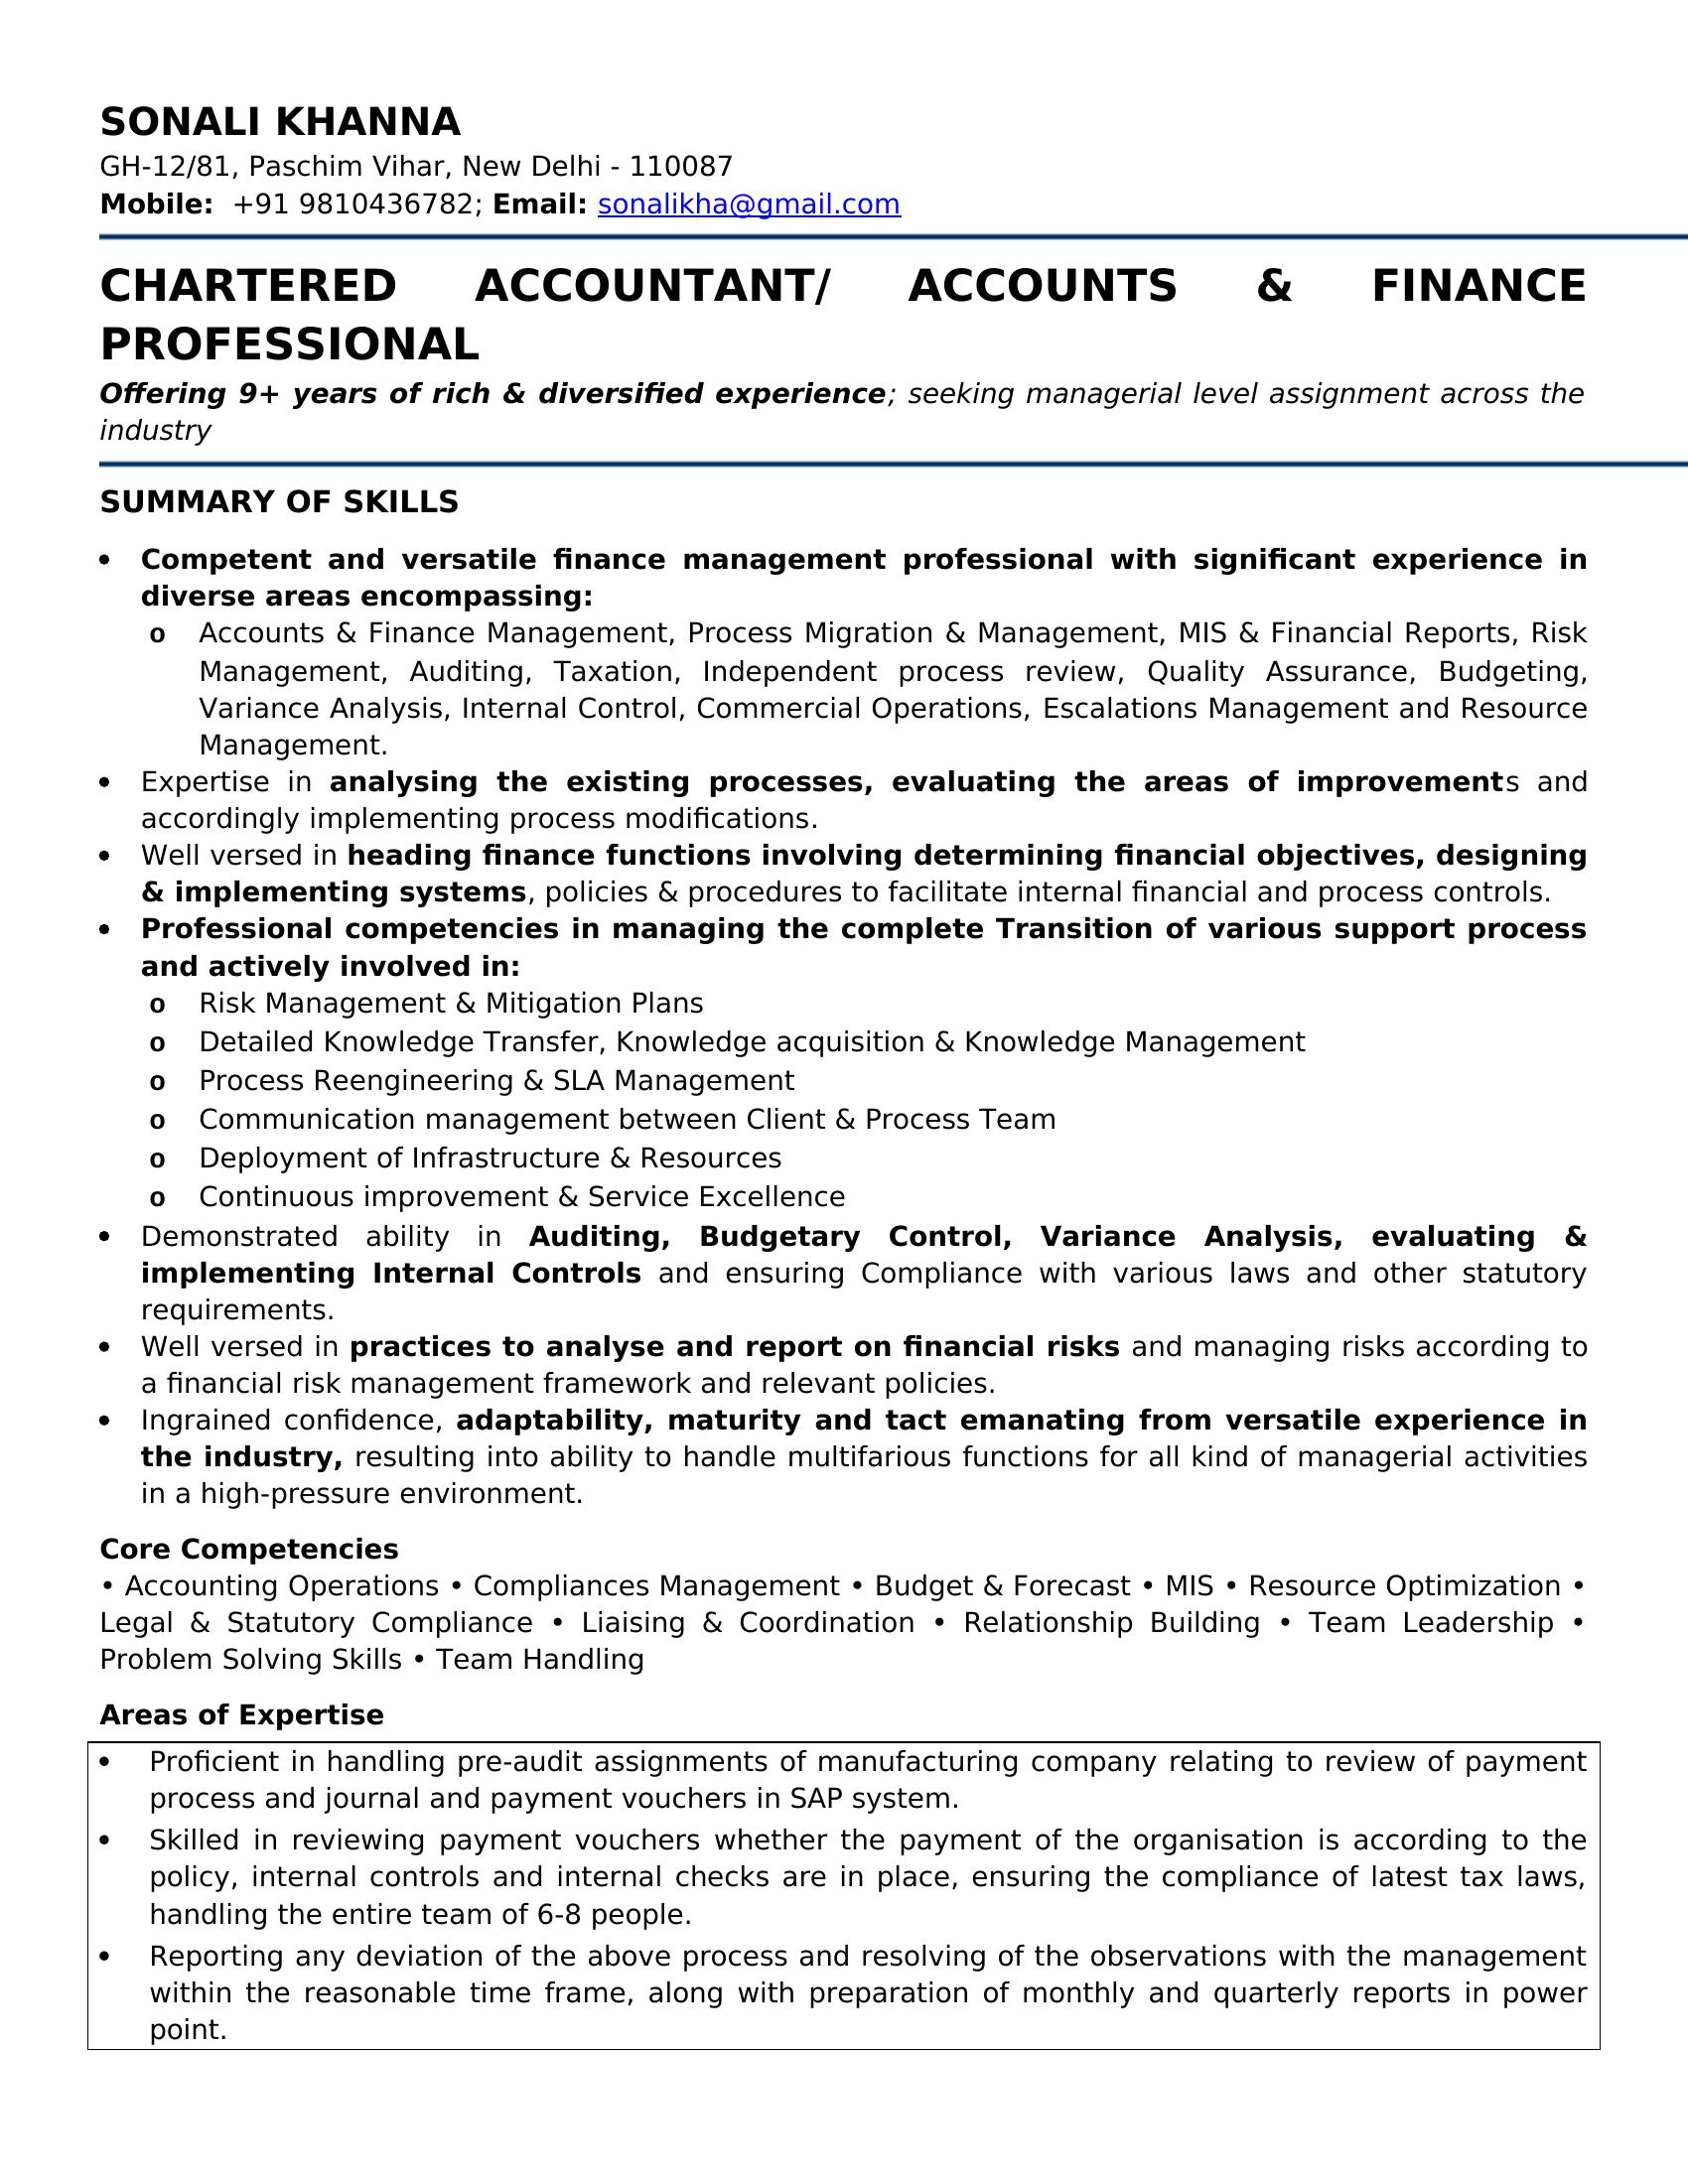 SONALI KHANNA
GH-12/81, Paschim Vihar, New Delhi - 110087
Mobile: +91 9810436782; Email: sonalikha@gmail.com
CHARTERED ACCOUNTANT/ ACCOUNTS & FINANCE
PROFESSIONAL
Offering 9+ years of rich & diversified experience; seeking managerial level assignment across the
industry
SUMMARY OF SKILLS
• Competent and versatile finance management professional with significant experience in
diverse areas encompassing:
o Accounts & Finance Management, Process Migration & Management, MIS & Financial Reports, Risk
Management, Auditing, Taxation, Independent process review, Quality Assurance, Budgeting,
Variance Analysis, Internal Control, Commercial Operations, Escalations Management and Resource
Management.
• Expertise in analysing the existing processes, evaluating the areas of improvements and
accordingly implementing process modifications.
• Well versed in heading finance functions involving determining financial objectives, designing
& implementing systems, policies & procedures to facilitate internal financial and process controls.
• Professional competencies in managing the complete Transition of various support process
and actively involved in:
o Risk Management & Mitigation Plans
o Detailed Knowledge Transfer, Knowledge acquisition & Knowledge Management
o Process Reengineering & SLA Management
o Communication management between Client & Process Team
o Deployment of Infrastructure & Resources
o Continuous improvement & Service Excellence
• Demonstrated ability in Auditing, Budgetary Control, Variance Analysis, evaluating &
implementing Internal Controls and ensuring Compliance with various laws and other statutory
requirements.
• Well versed in practices to analyse and report on financial risks and managing risks according to
a financial risk management framework and relevant policies.
• Ingrained confidence, adaptability, maturity and tact emanating from versatile experience in
the industry, resulting into ability to handle multifarious functions for all kind of managerial activities
in a high-pressure environment.
Core Competencies
• Accounting Operations • Compliances Management • Budget & Forecast • MIS • Resource Optimization •
Legal & Statutory Compliance • Liaising & Coordination • Relationship Building • Team Leadership •
Problem Solving Skills • Team Handling
Areas of Expertise
• Proficient in handling pre-audit assignments of manufacturing company relating to review of payment
process and journal and payment vouchers in SAP system.
• Skilled in reviewing payment vouchers whether the payment of the organisation is according to the
policy, internal controls and internal checks are in place, ensuring the compliance of latest tax laws,
handling the entire team of 6-8 people.
• Reporting any deviation of the above process and resolving of the observations with the management
within the reasonable time frame, along with preparation of monthly and quarterly reports in power
point.